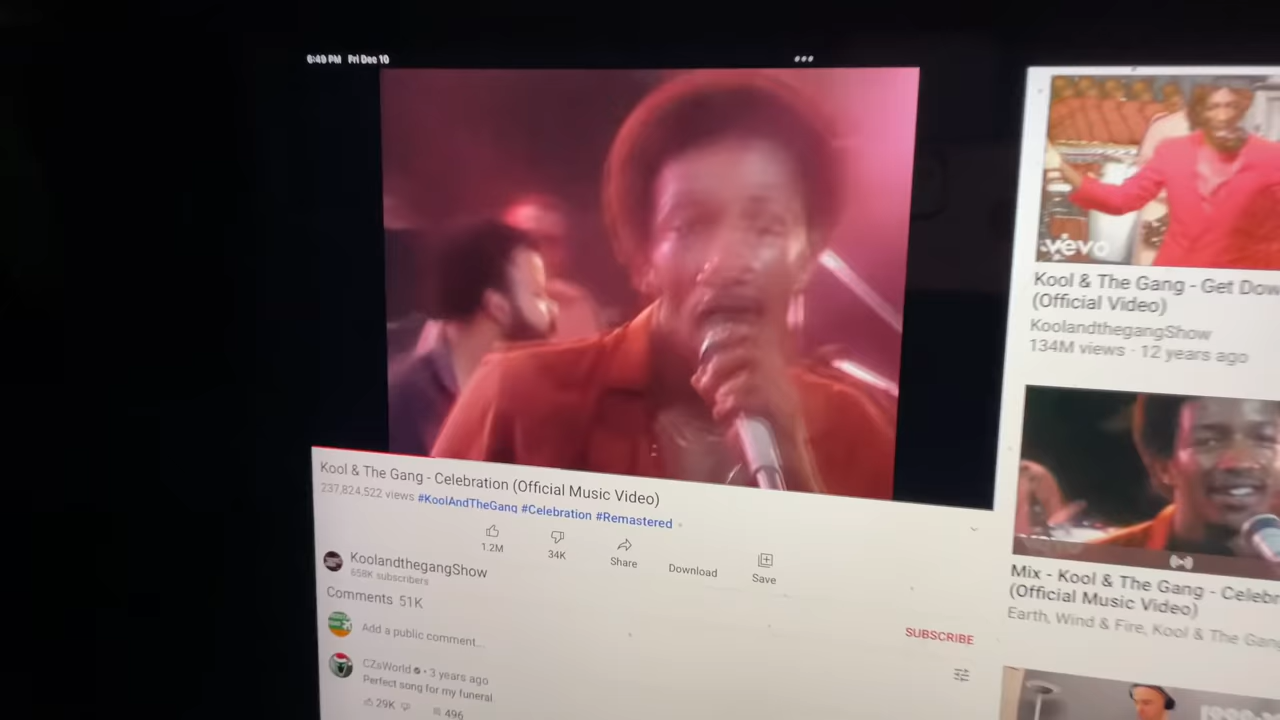 6:49 PM Fri Dec 10
Kool & The Gang - Celebration (Official Music Video)
237,824,522 views #KoolAndTheGang #Celebration #Remastered
1.2M
34K
Share
Download
Save
KoolandthegangShow
658K subscribers
SUBSCRIBE
Comments 51K
Add a public comment...
CZsWorld • 3 years ago
Perfect song for my funeral
29K
496
vevo
Kool & The Gang - Get Dow
(Official Video)
KoolandthegangShow
134M views · 12 years ago
Mix - Kool & The Gang - Celebr
(Official Music Video)
Earth, Wind & Fire, Kool & The Gang